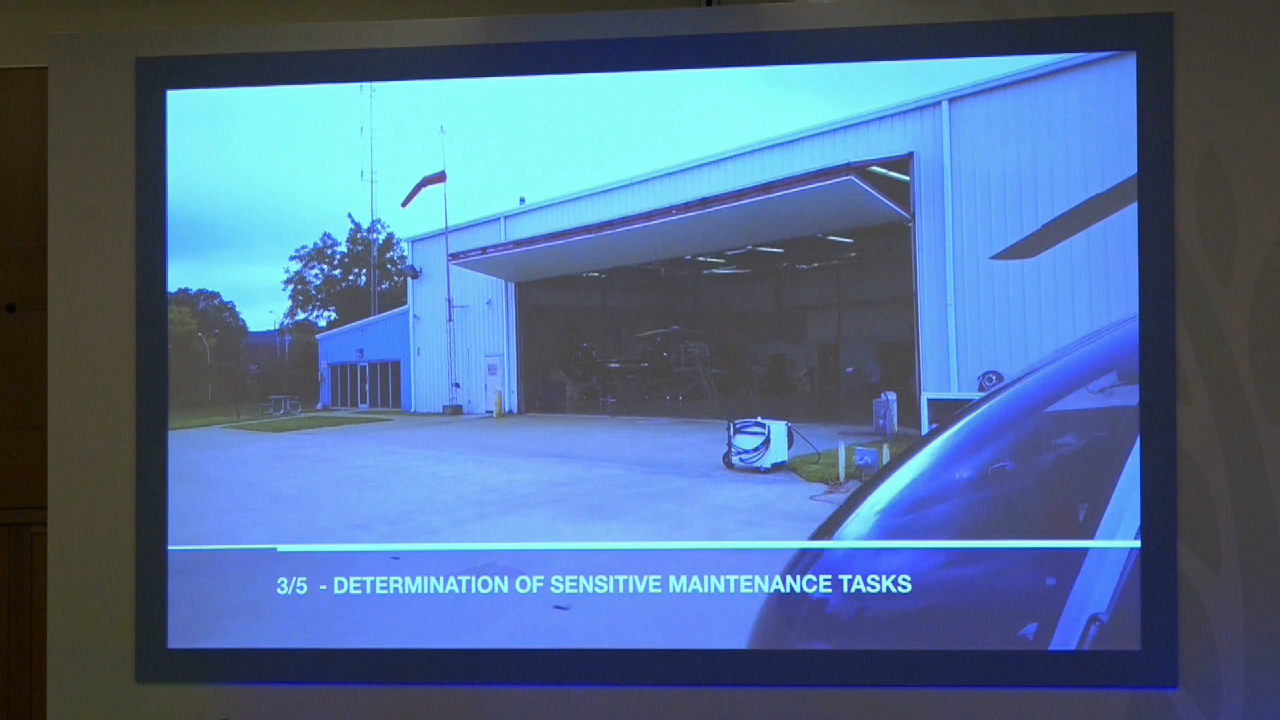 3/5 - DETERMINATION OF SENSITIVE MAINTENANCE TASKS